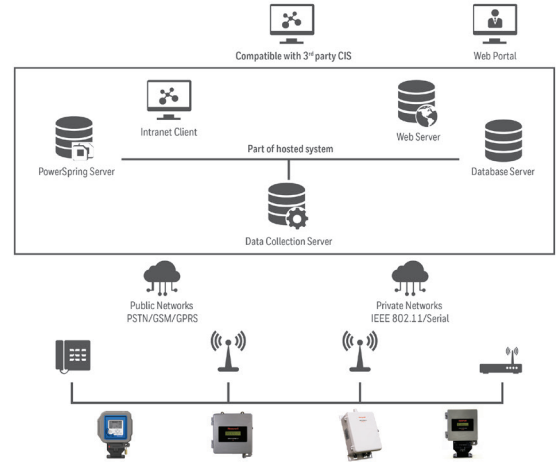 Compatible with 3rd party CIS
Web Portal
Intranet Client
Web Server
Part of hosted system
PowerSpring Server
Database Server
Data Collection Server
Public Networks
PSTN/GSM/GPRS
Private Networks
IEEE 802.11/Serial